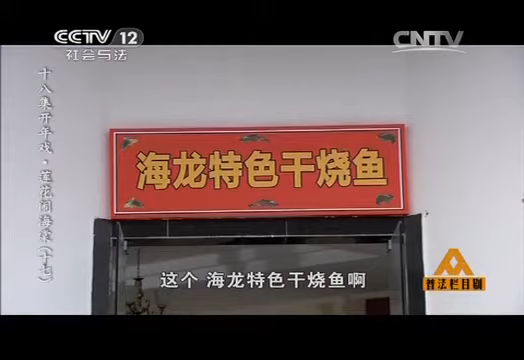 CCTV 12
社会与法
CNTV
十八集开年戏·莲花闹海棠(十七)
海龙特色干烧鱼
这个 海龙特色干烧鱼啊
普法栏目剧